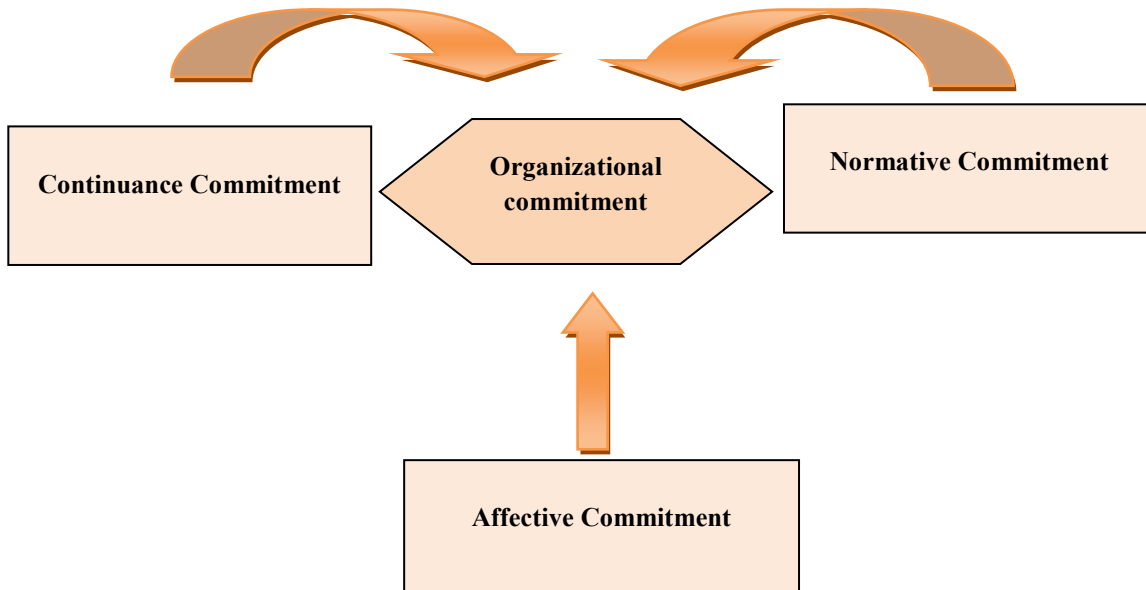 Continuance Commitment
Organizational
commitment
Normative Commitment
Affective Commitment